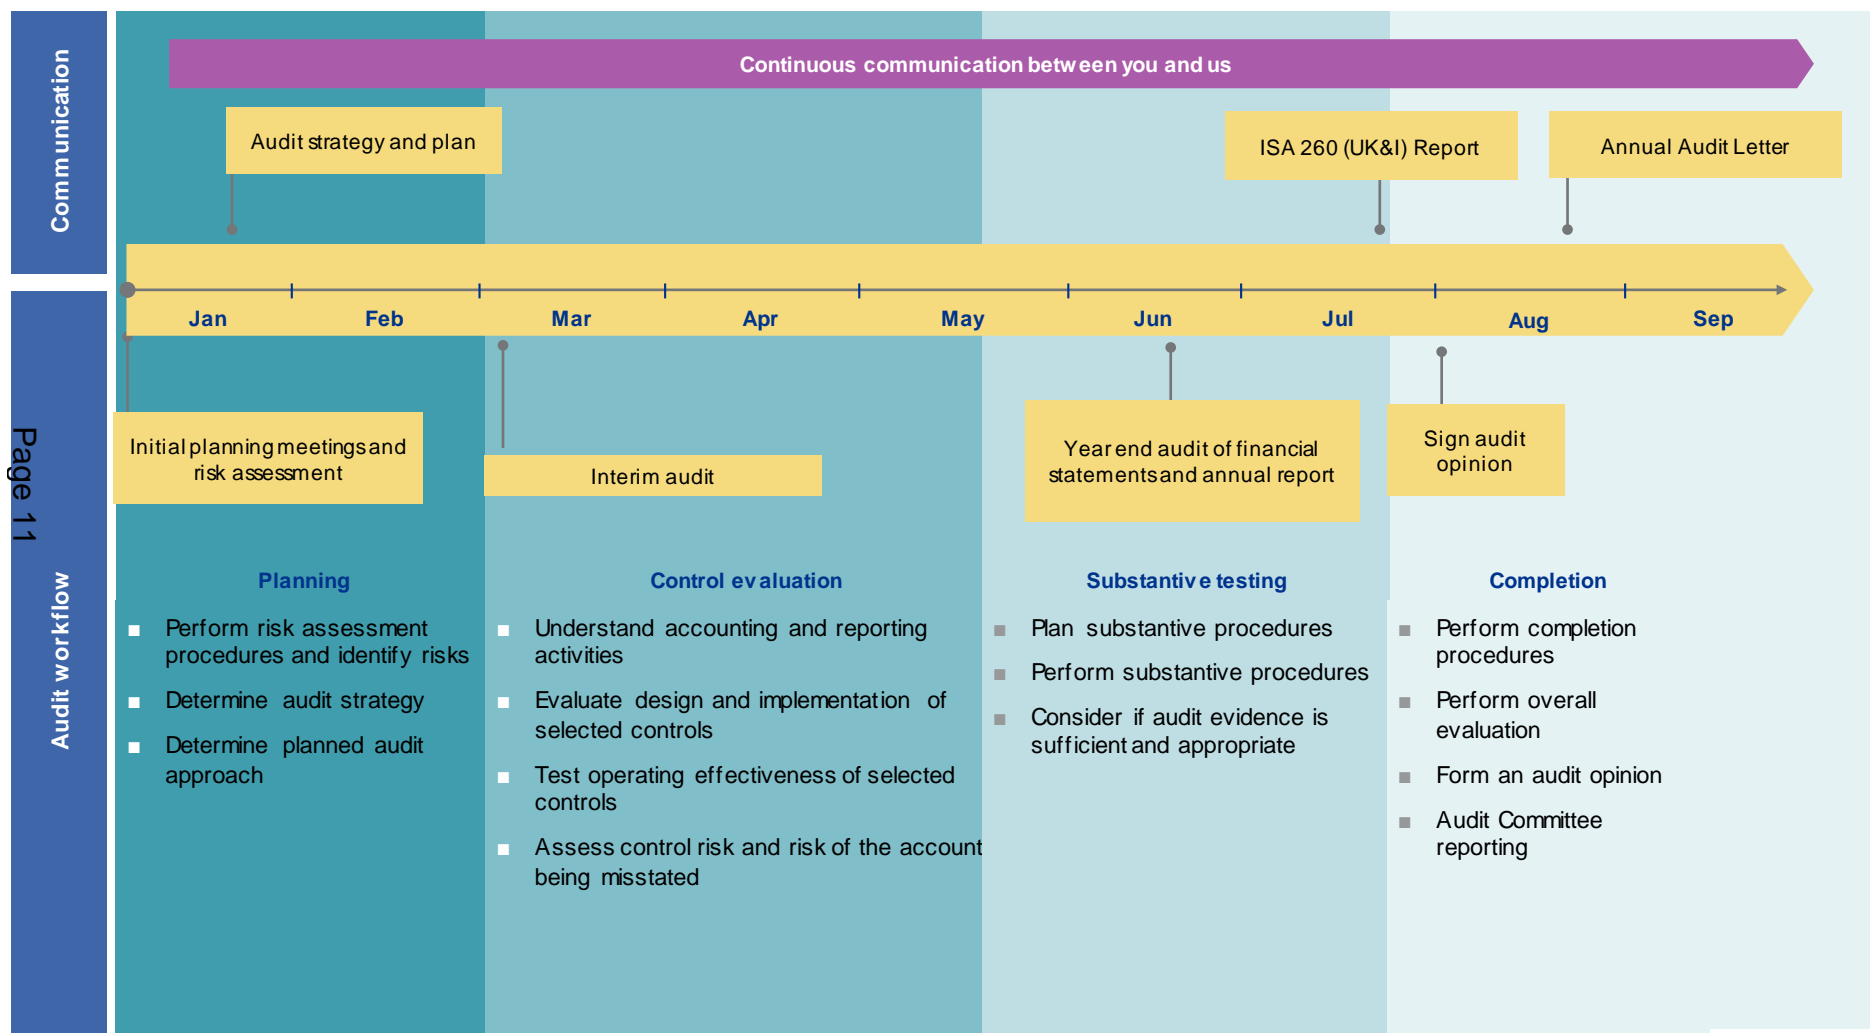 Communication
Continuous communication between you and us
Audit strategy and plan
ISA 260 (UK&I) Report
Annual Audit Letter
Jan
Feb
Mar
Apr
May
Jun
Jul
Aug
Sep
Page 11
Audit workflow
Initial planning meetings and
risk assessment
Interim audit
Year end audit of financial
statements and annual report
Sign audit
opinion
Planning
■ Perform risk assessment
procedures and identify risks
■ Determine audit strategy
■ Determine planned audit
approach
Control evaluation
■ Understand accounting and reporting
activities
■ Evaluate design and implementation of
selected controls
■ Test operating effectiveness of selected
controls
■ Assess control risk and risk of the account
being misstated
Substantive testing
■ Plan substantive procedures
■ Perform substantive procedures
■ Consider if audit evidence is
sufficient and appropriate
Completion
■ Perform completion
procedures
■ Perform overall
evaluation
■ Form an audit opinion
■ Audit Committee
reporting